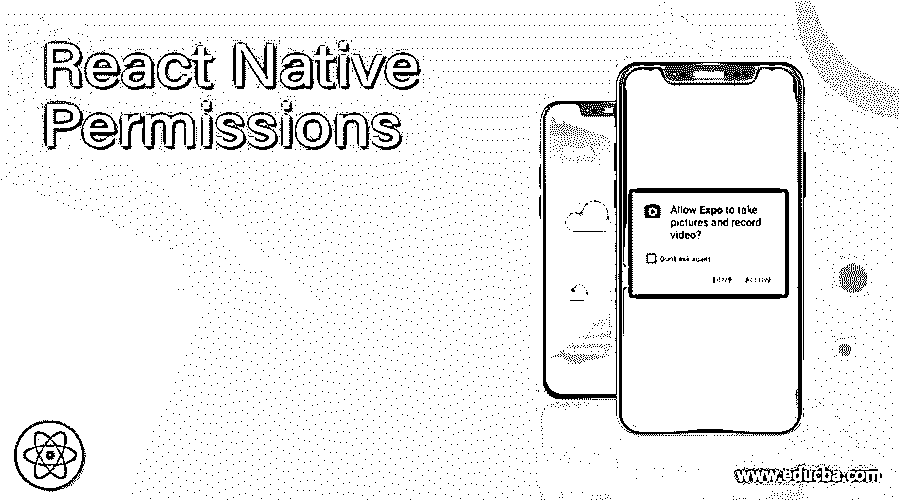 React Native
Permissions
Allow Expo to take
pictures and record
video?
www.educba.com